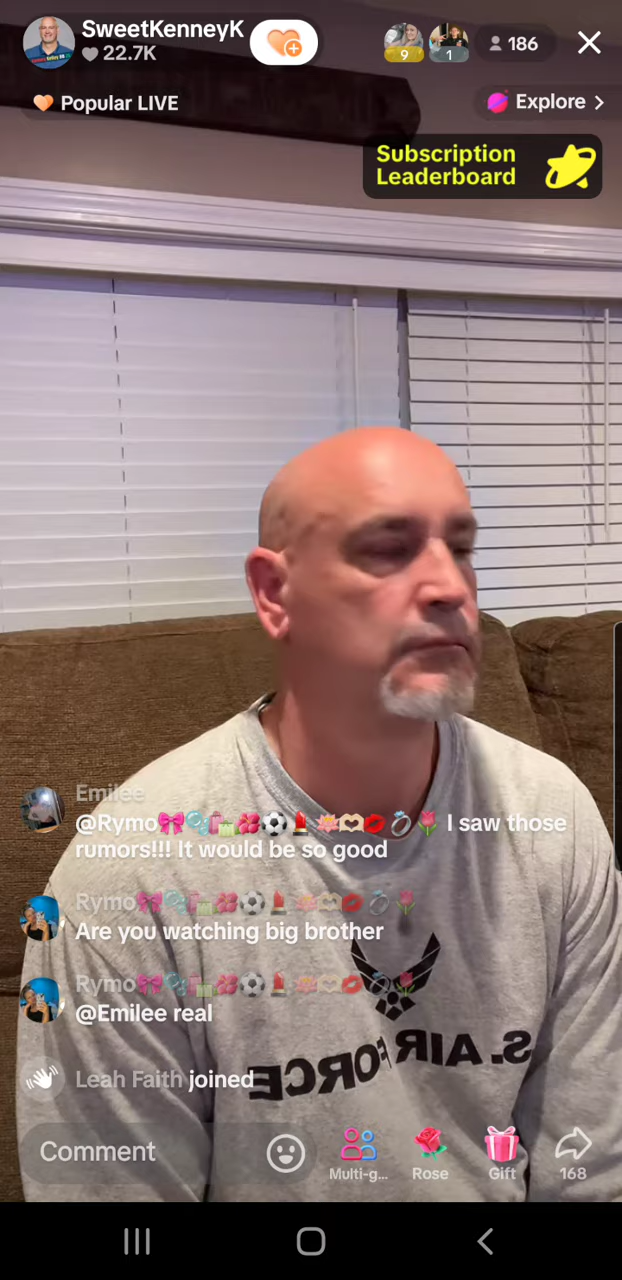 SweetKenneyK
22.7K
9
1
186
Popular LIVE
Explore
Subscription
Leaderboard
Emilee
@Rymo🎀🫧🛍️🌺⚽💄🪷🫶🏼💋💍🌷 I saw those
rumors!!! It would be so good
Rymo🎀🫧🛍️🌺⚽💄🪷🫶🏼💋💍🌷
Are you watching big brother
Rymo🎀🫧🛍️🌺⚽💄🪷🫶🏼💋💍🌷
@Emilee real
S. AIR FORCE
Leah Faith joined
Comment
Multi-g...
Rose
Gift
168